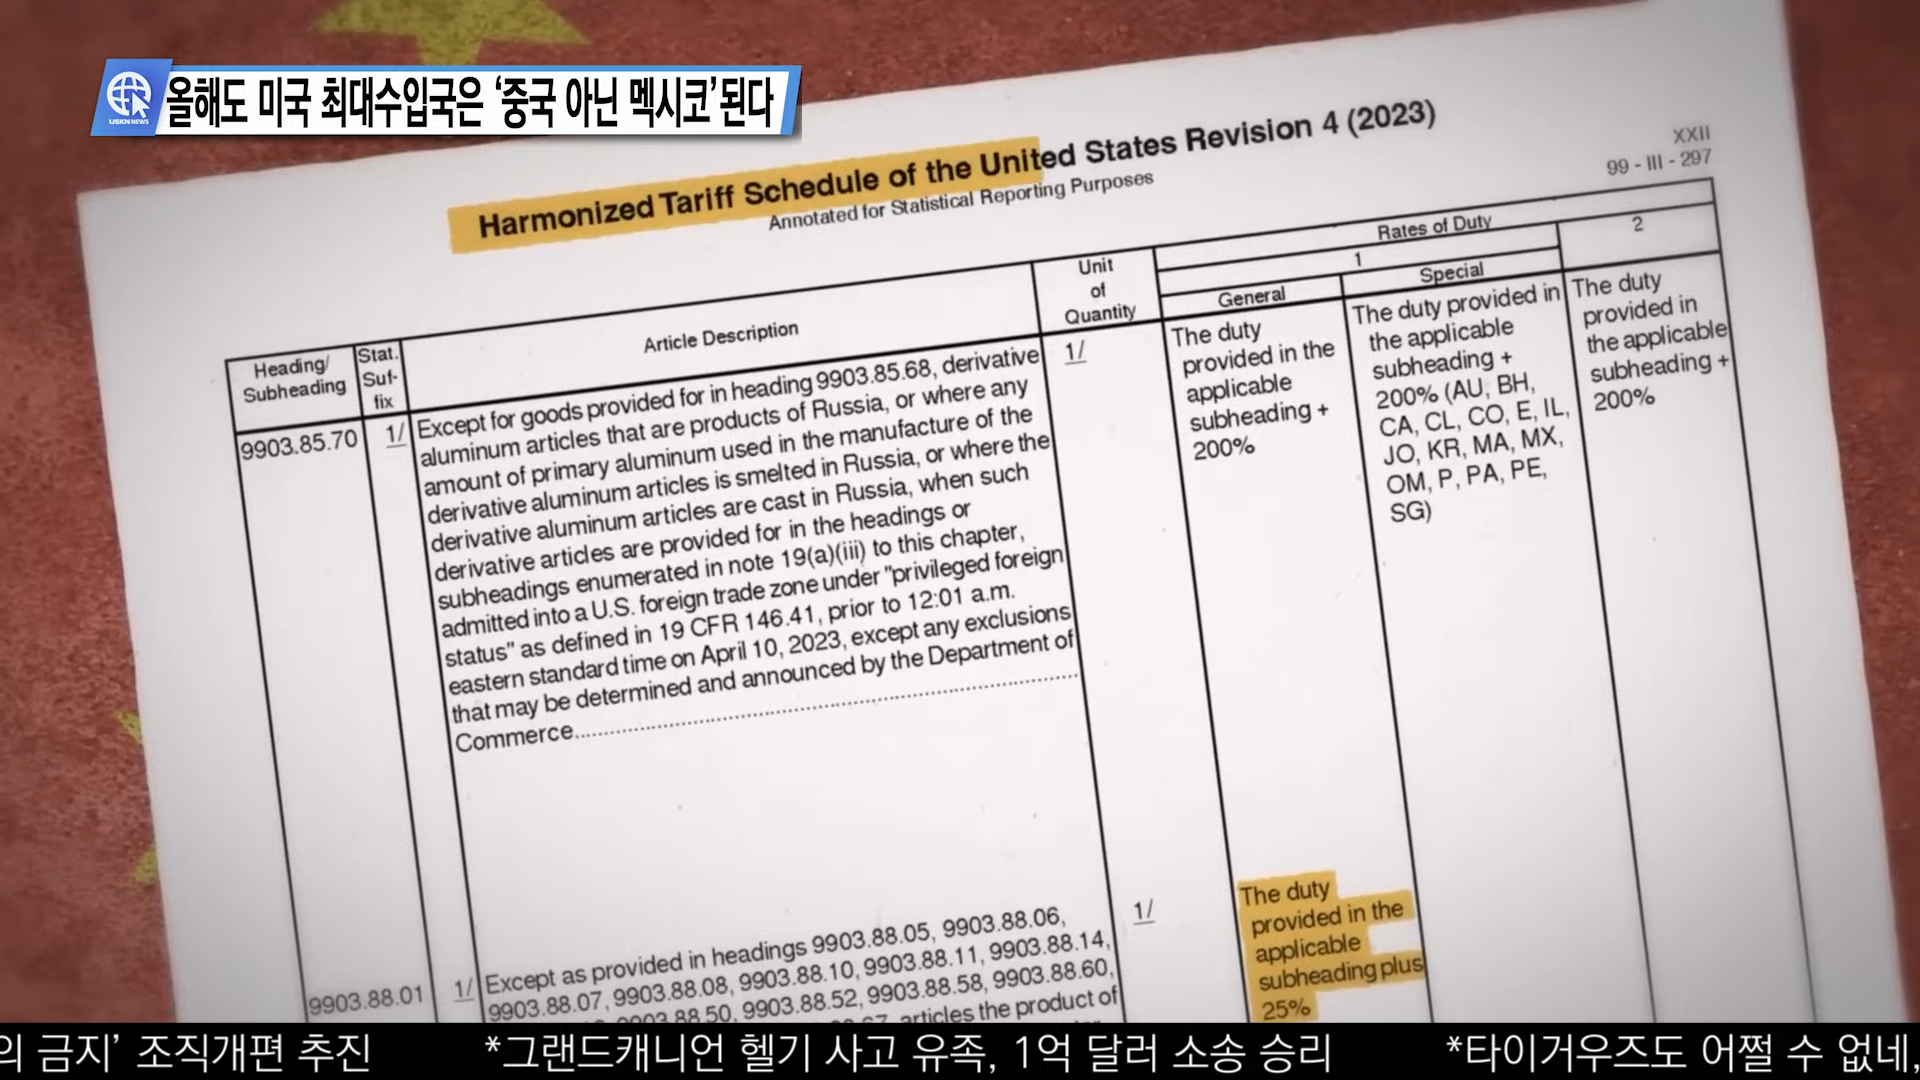 USKN NEWS
올해도 미국 최대수입국은 ‘중국 아닌 멕시코’된다
Harmonized Tariff Schedule of the United States Revision 4 (2023)
Annotated for Statistical Reporting Purposes
XXII
99 - III - 297
Heading/
Subheading
Stat.
Suf-
fix
Article Description
Unit
of
Quantity
Rates of Duty
1
2
General
Special
9903.85.70
1/
Except for goods provided for in heading 9903.85.68, derivative
aluminum articles that are products of Russia, or where any
amount of primary aluminum used in the manufacture of the
derivative aluminum articles is smelted in Russia, or where the
derivative aluminum articles are cast in Russia, when such
derivative articles are provided for in the headings or
subheadings enumerated in note 19(a)(iii) to this chapter,
admitted into a U.S. foreign trade zone under "privileged foreign
status" as defined in 19 CFR 146.41, prior to 12:01 a.m.
eastern standard time on April 10, 2023, except any exclusions
that may be determined and announced by the Department of
Commerce
1/
The duty
provided in the
applicable
subheading +
200%
The duty provided in
the applicable
subheading +
200% (AU, BH,
CA, CL, CO, E, IL,
JO, KR, MA, MX,
OM, P, PA, PE,
SG)
The duty
provided in
the applicable
subheading +
200%
9903.88.01
1/
Except as provided in headings 9903.88.05, 9903.88.06,
9903.88.07, 9903.88.08, 9903.88.10, 9903.88.11, 9903.88.14,
9903.88.50, 9903.88.52, 9903.88.58, 9903.88.60,
articles the product of
1/
The duty
provided in the
applicable
subheading plus
25%
의 금지’ 조직개편 추진 *그랜드캐니언 헬기 사고 유족, 1억 달러 소송 승리 *타이거우즈도 어쩔 수 없네,